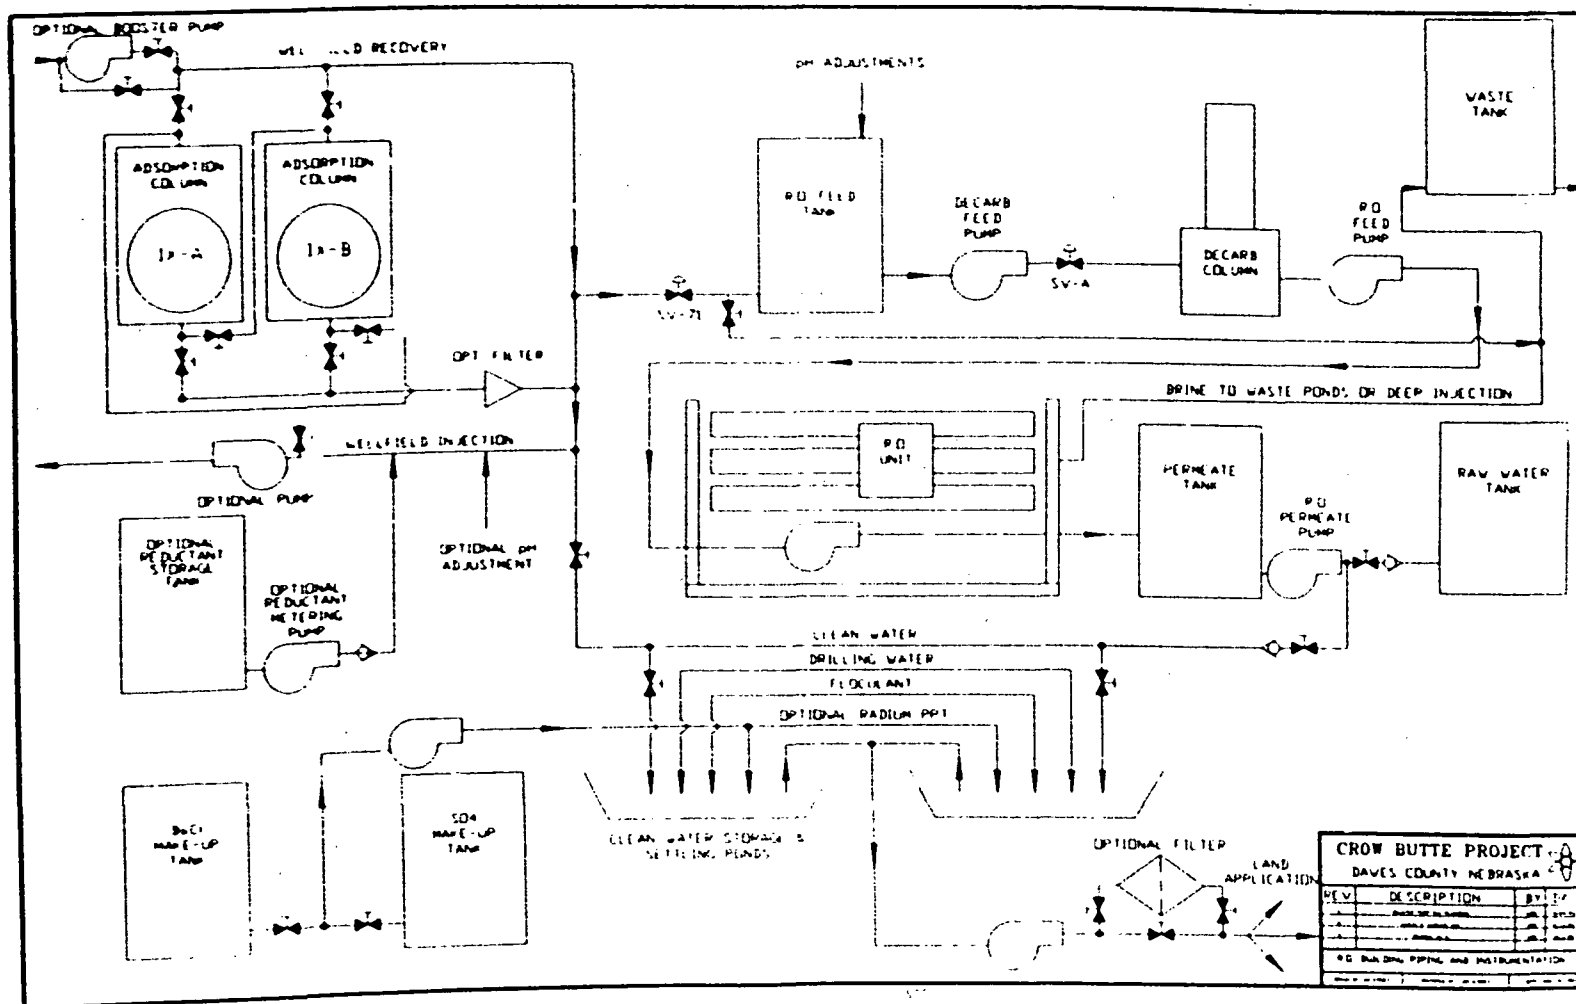 OPTIONAL BOOSTER PUMP
RECOVERY
pH ADJUSTMENTS
WASTE
TANK
ADSORPTION
COLUMN
ADSORPTION
COLUMN
IX-A
IX-B
R.O FEED
TANK
DECARB
FEED
PUMP
R.O
FEED
PUMP
DECARB
COLUMN
SV-71
SV-A
OPT FILTER
BRINE TO WASTE PONDS OR DEEP INJECTION
WELLFIELD INJECTION
R.O
UNIT
PERMEATE
TANK
RAW WATER
TANK
OPTIONAL PUMP
R.O
PERMEATE
PUMP
OPTIONAL
REDUCTANT
STORAGE
TANK
OPTIONAL pH
ADJUSTMENT
OPTIONAL
REDUCTANT
METERING
PUMP
CLEAN WATER
DRILLING WATER
FLOCULANT
OPTIONAL RADIUM PPT
BaCl
MAKE-UP
TANK
SO4
MAKE-UP
TANK
CLEAN WATER STORAGE &
SETTLING PONDS
OPTIONAL FILTER
LAND
APPLICATION
CROW BUTTE PROJECT
DAWES COUNTY NEBRASKA
REV DESCRIPTION BY
R.O. BUILDING PIPING AND INSTRUMENTATION